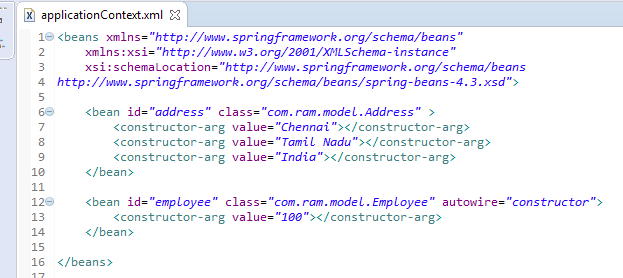 applicationContext.xml
1 <beans xmlns="http://www.springframework.org/schema/beans"
2 xmlns:xsi="http://www.w3.org/2001/XMLSchema-instance"
3 xsi:schemaLocation="http://www.springframework.org/schema/beans
4 http://www.springframework.org/schema/beans/spring-beans-4.3.xsd">
5
6 <bean id="address" class="com.ram.model.Address" >
7 <constructor-arg value="Chennai"></constructor-arg>
8 <constructor-arg value="Tamil Nadu"></constructor-arg>
9 <constructor-arg value="India"></constructor-arg>
10 </bean>
11
12 <bean id="employee" class="com.ram.model.Employee" autowire="constructor">
13 <constructor-arg value="100"></constructor-arg>
14 </bean>
15
16 </beans>
17